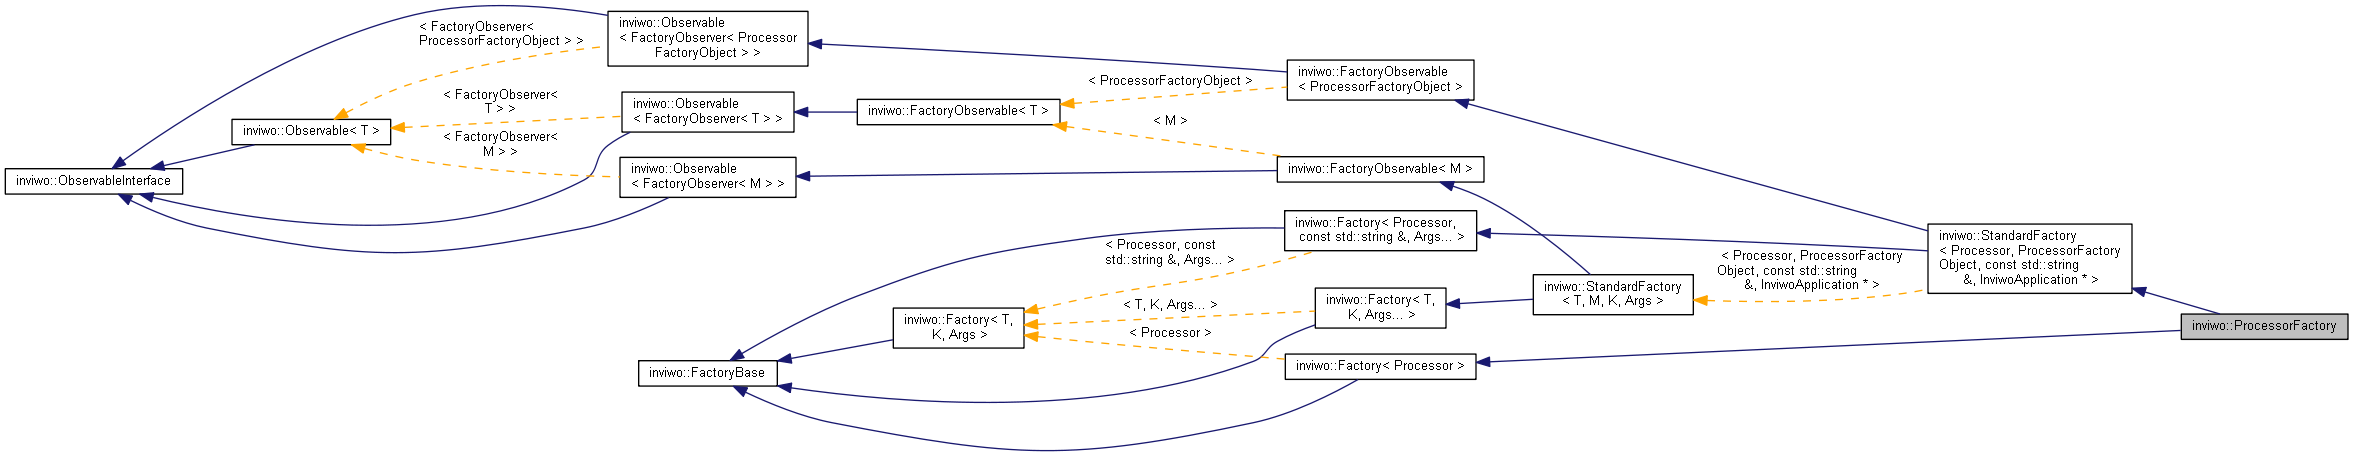 inviwo::ObservableInterface
inviwo::Observable< T >
< FactoryObserver<
ProcessorFactoryObject > >
< FactoryObserver<
T > >
< FactoryObserver<
M > >
inviwo::Observable
< FactoryObserver< Processor
FactoryObject > >
inviwo::Observable
< FactoryObserver< T > >
inviwo::Observable
< FactoryObserver< M > >
inviwo::FactoryObservable< T >
< ProcessorFactoryObject >
< M >
inviwo::FactoryObservable
< ProcessorFactoryObject >
inviwo::FactoryObservable< M >
inviwo::FactoryBase
inviwo::Factory< T,
K, Args >
< Processor, const
std::string &, Args... >
< T, K, Args... >
< Processor >
inviwo::Factory< Processor,
const std::string &, Args... >
inviwo::Factory< T,
K, Args... >
inviwo::Factory< Processor >
inviwo::StandardFactory
< T, M, K, Args >
< Processor, ProcessorFactory
Object, const std::string
&, InviwoApplication * >
inviwo::StandardFactory
< Processor, ProcessorFactory
Object, const std::string
&, InviwoApplication * >
inviwo::ProcessorFactory